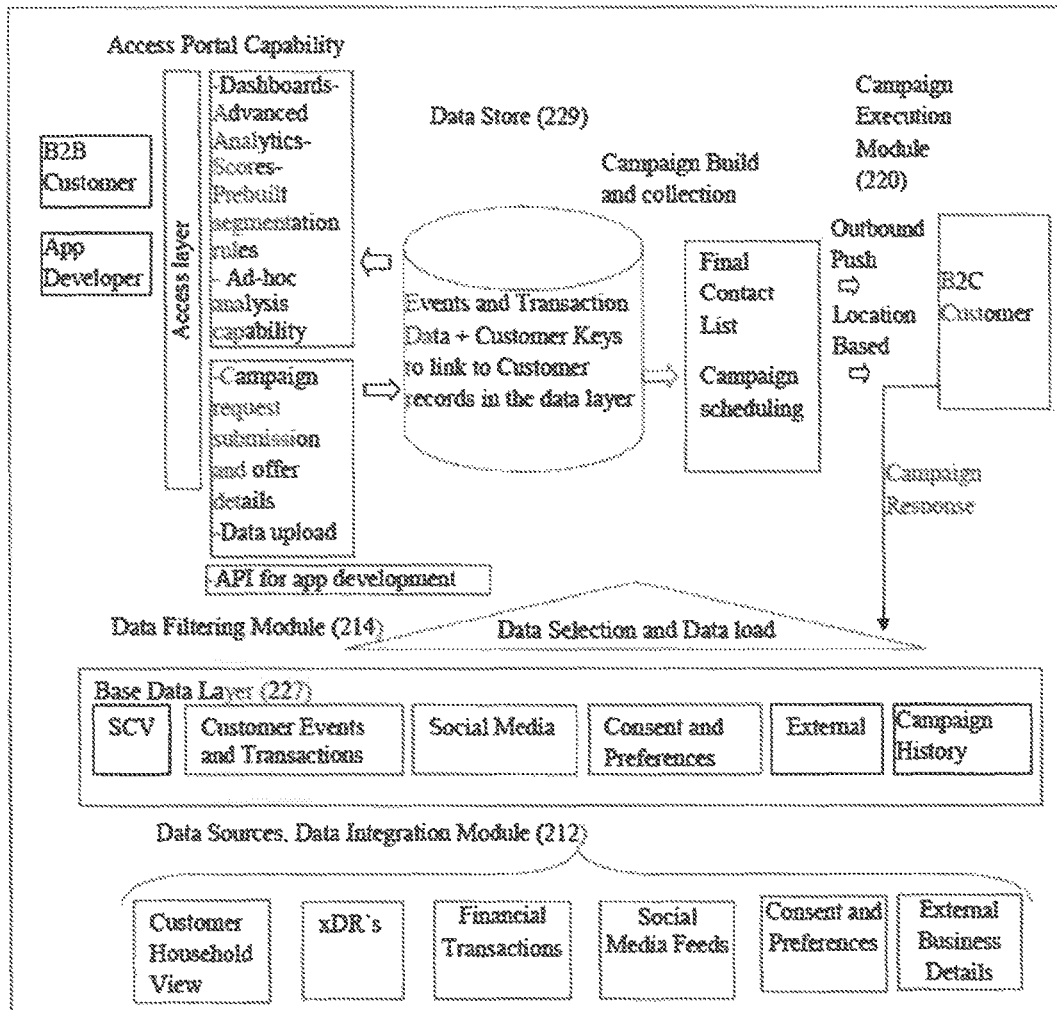 Access Portal Capability
B2B
Customer
App
Developer
Access layer
-Dashboards-
Advanced
Analytics-
Scores-
Prebuilt
segmentation
rules
- Ad-hoc
analysis
capability
-Campaign
request
submission
and offer
details
-Data upload
-API for app development
Data Store (229)
Events and Transaction
Data + Customer Keys
to link to Customer
records in the data layer
Campaign Build
and collection
Final
Contact
List
Campaign
scheduling
Campaign
Execution
Module
(220)
Outbound
Push
Location
Based
B2C
Customer
Campaign
Response
Data Filtering Module (214)
Data Selection and Data load
Base Data Layer (227)
SCV
Customer Events
and Transactions
Social Media
Consent and
Preferences
External
Campaign
History
Data Sources, Data Integration Module (212)
Customer
Household
View
xDR`s
Financial
Transactions
Social
Media Feeds
Consent and
Preferences
External
Business
Details